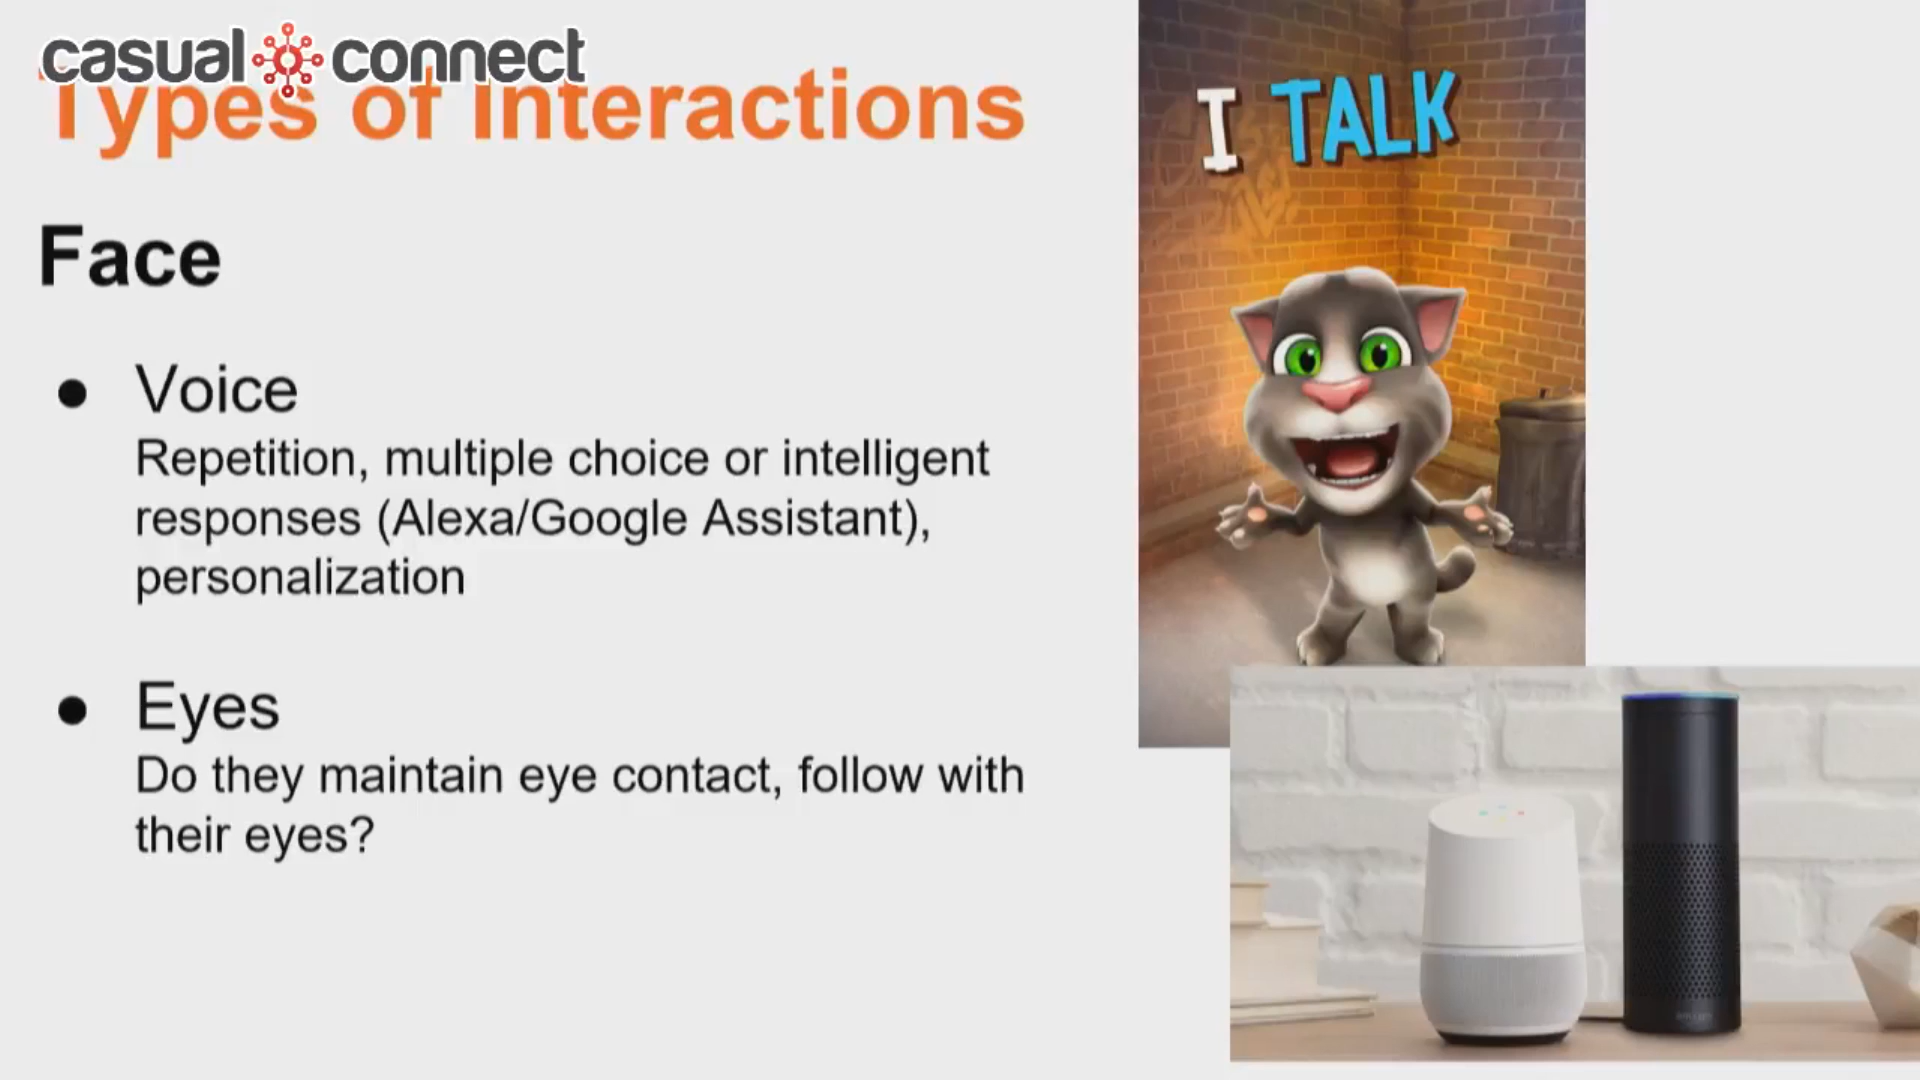 casual connect
Types of Interactions
I TALK
Face
● Voice
Repetition, multiple choice or intelligent
responses (Alexa/Google Assistant),
personalization
● Eyes
Do they maintain eye contact, follow with
their eyes?